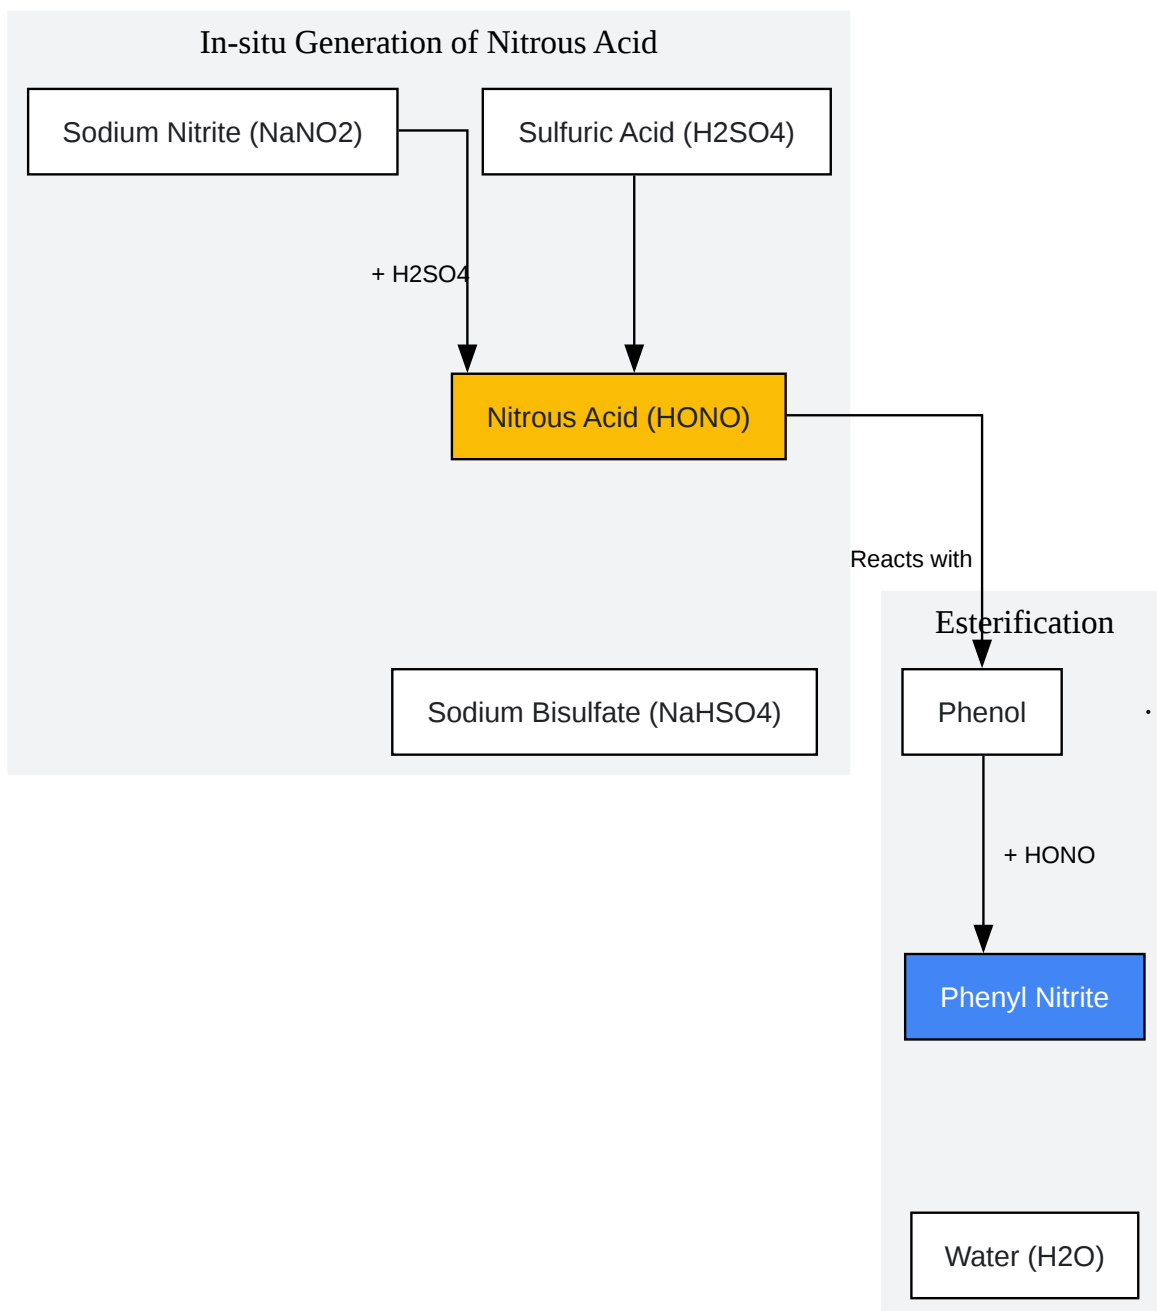 In-situ Generation of Nitrous Acid
Sodium Nitrite (NaNO2)
Sulfuric Acid (H2SO4)
+ H2SO4
Nitrous Acid (HONO)
Reacts with
Esterification
Sodium Bisulfate (NaHSO4)
Phenol
.
+ HONO
Phenyl Nitrite
Water (H2O)